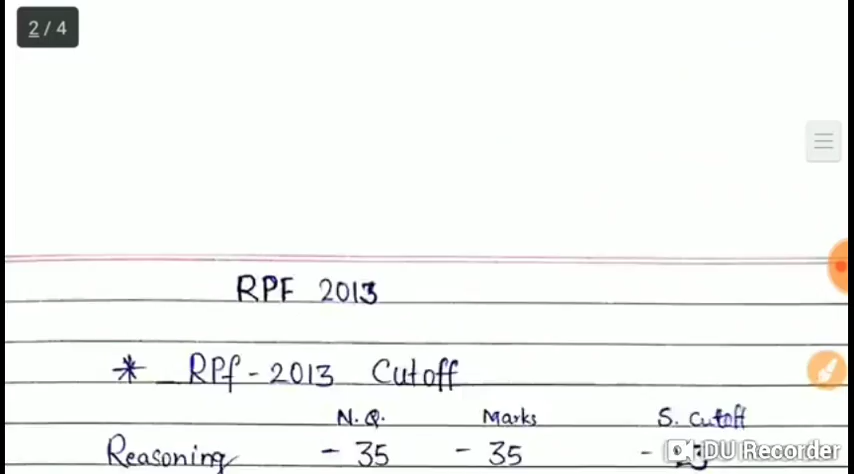 2 / 4
RPF 2013
* RPf - 2013 Cutoff
N.Q. Marks S. Cutoff
Reasoning - 35 - 35 -
DU Recorder